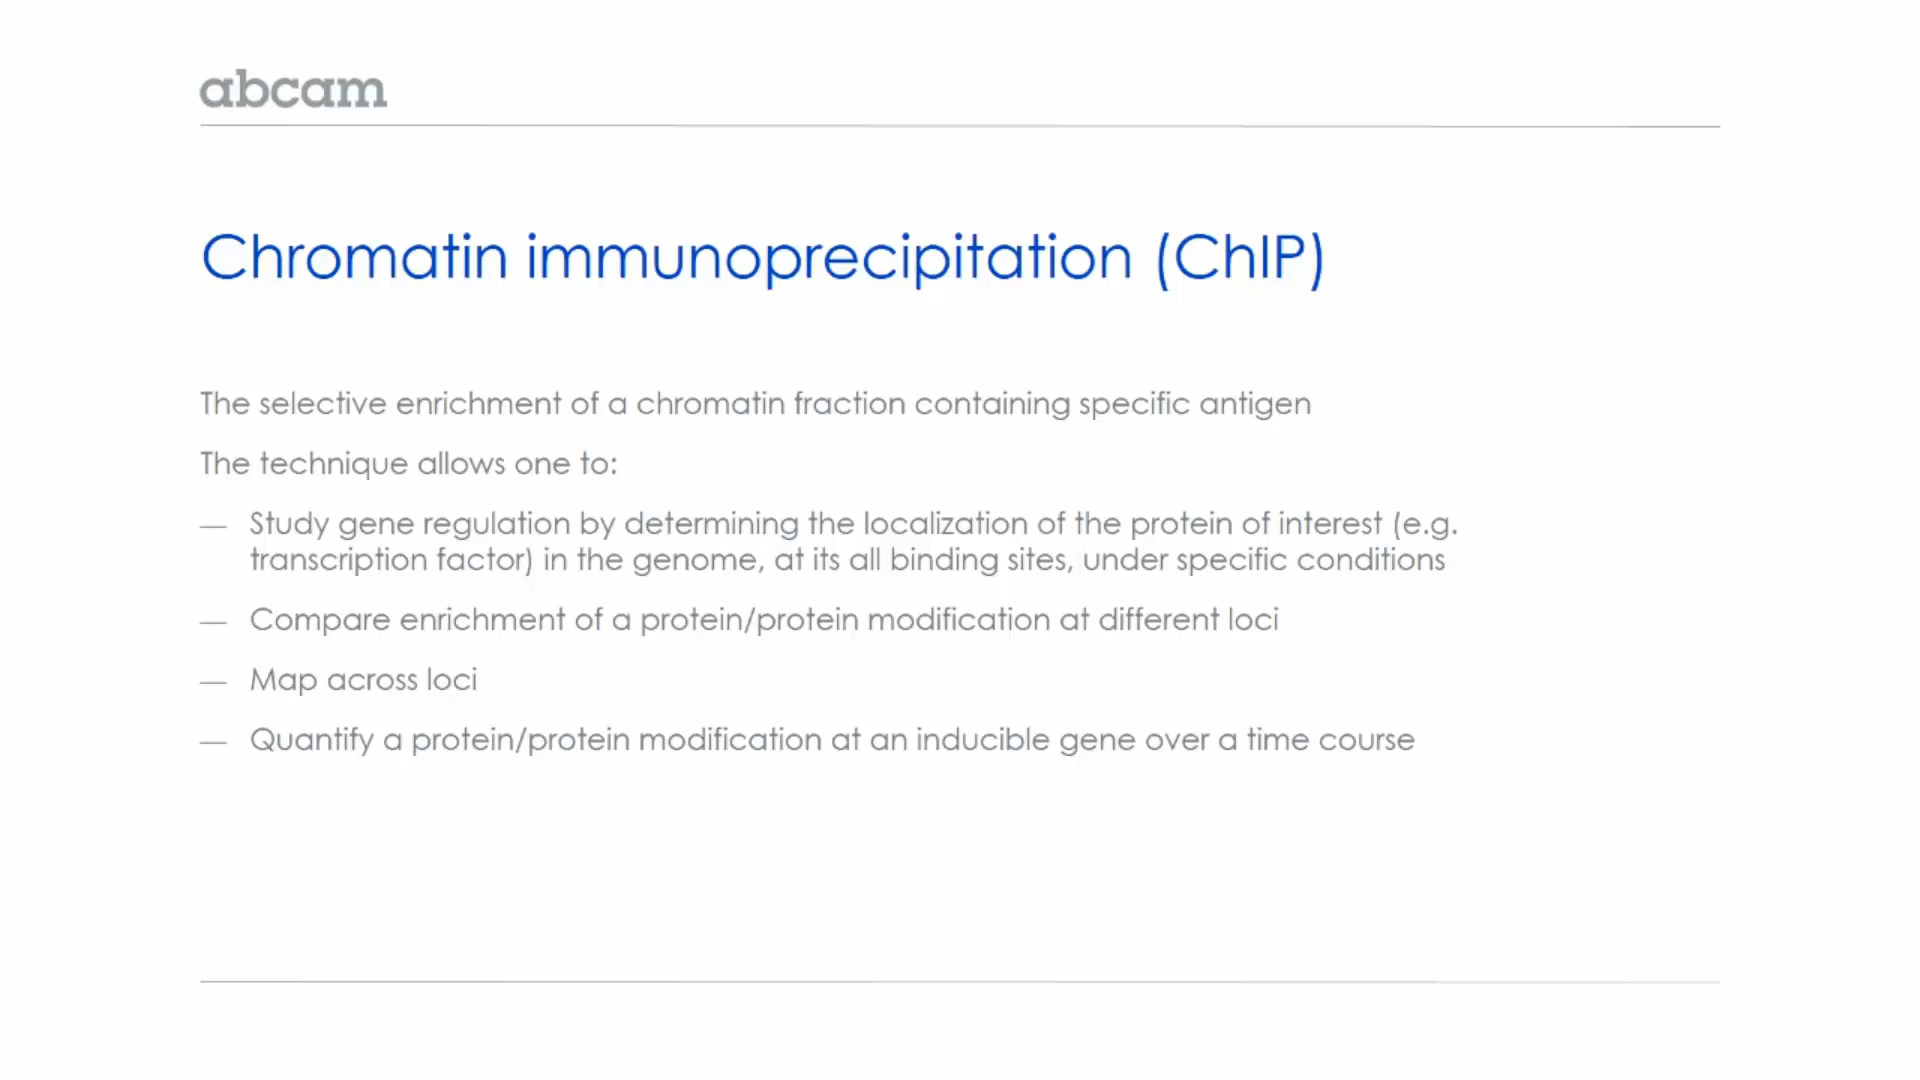 abcam
Chromatin immunoprecipitation (ChIP)
The selective enrichment of a chromatin fraction containing specific antigen
The technique allows one to:
— Study gene regulation by determining the localization of the protein of interest (e.g.
transcription factor) in the genome, at its all binding sites, under specific conditions
— Compare enrichment of a protein/protein modification at different loci
— Map across loci
— Quantify a protein/protein modification at an inducible gene over a time course